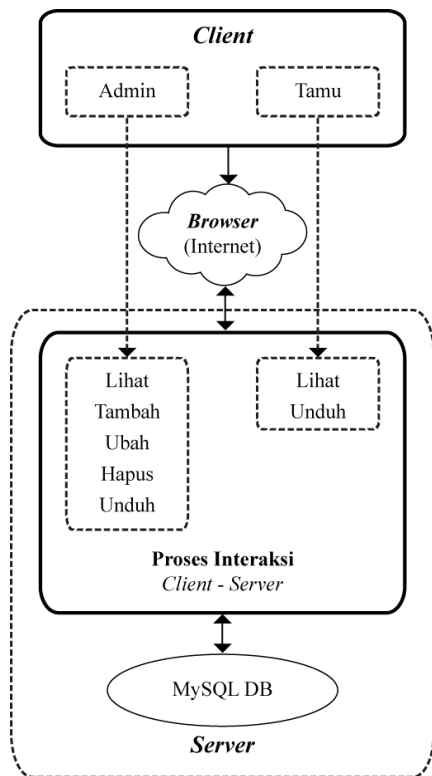 Client
Admin
Tamu
Browser
(Internet)
Lihat
Tambah
Ubah
Hapus
Unduh
Lihat
Unduh
Proses Interaksi
Client - Server
MySQL DB
Server